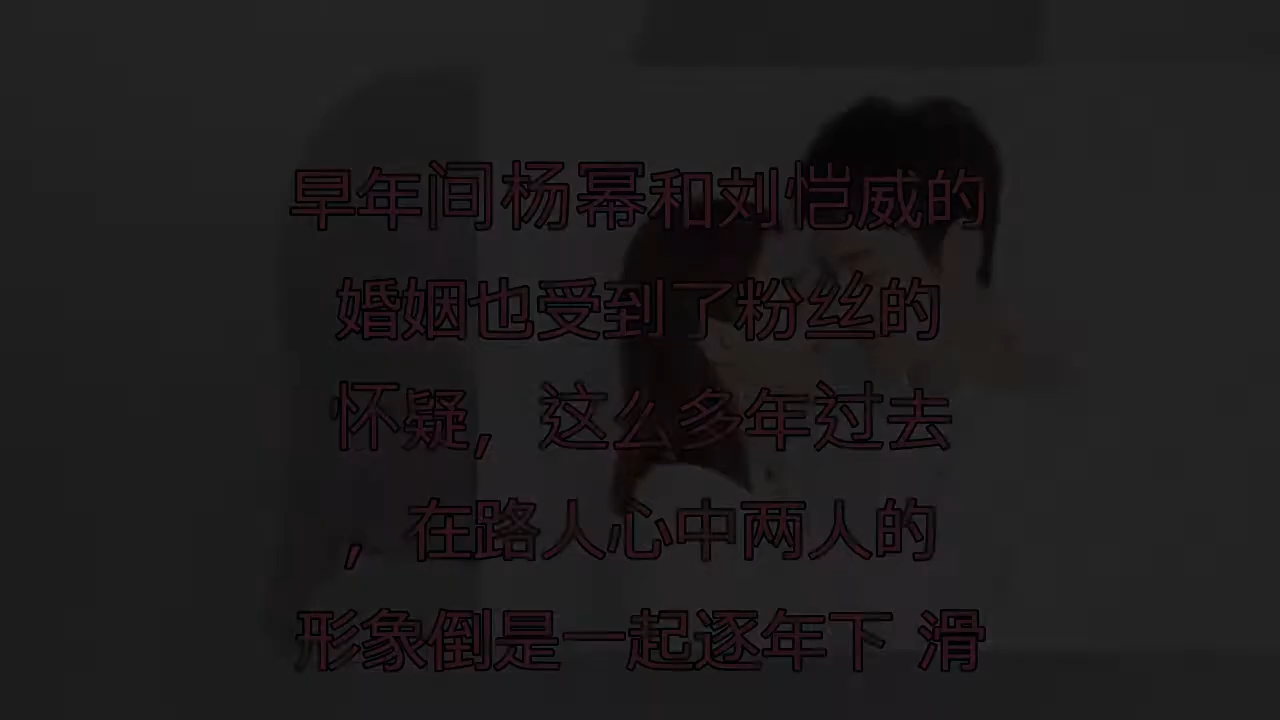 早年间杨幂和刘恺威的
婚姻也受到了粉丝的
怀疑，这么多年过去
，在路人心中两人的
形象倒是一起逐年下 滑